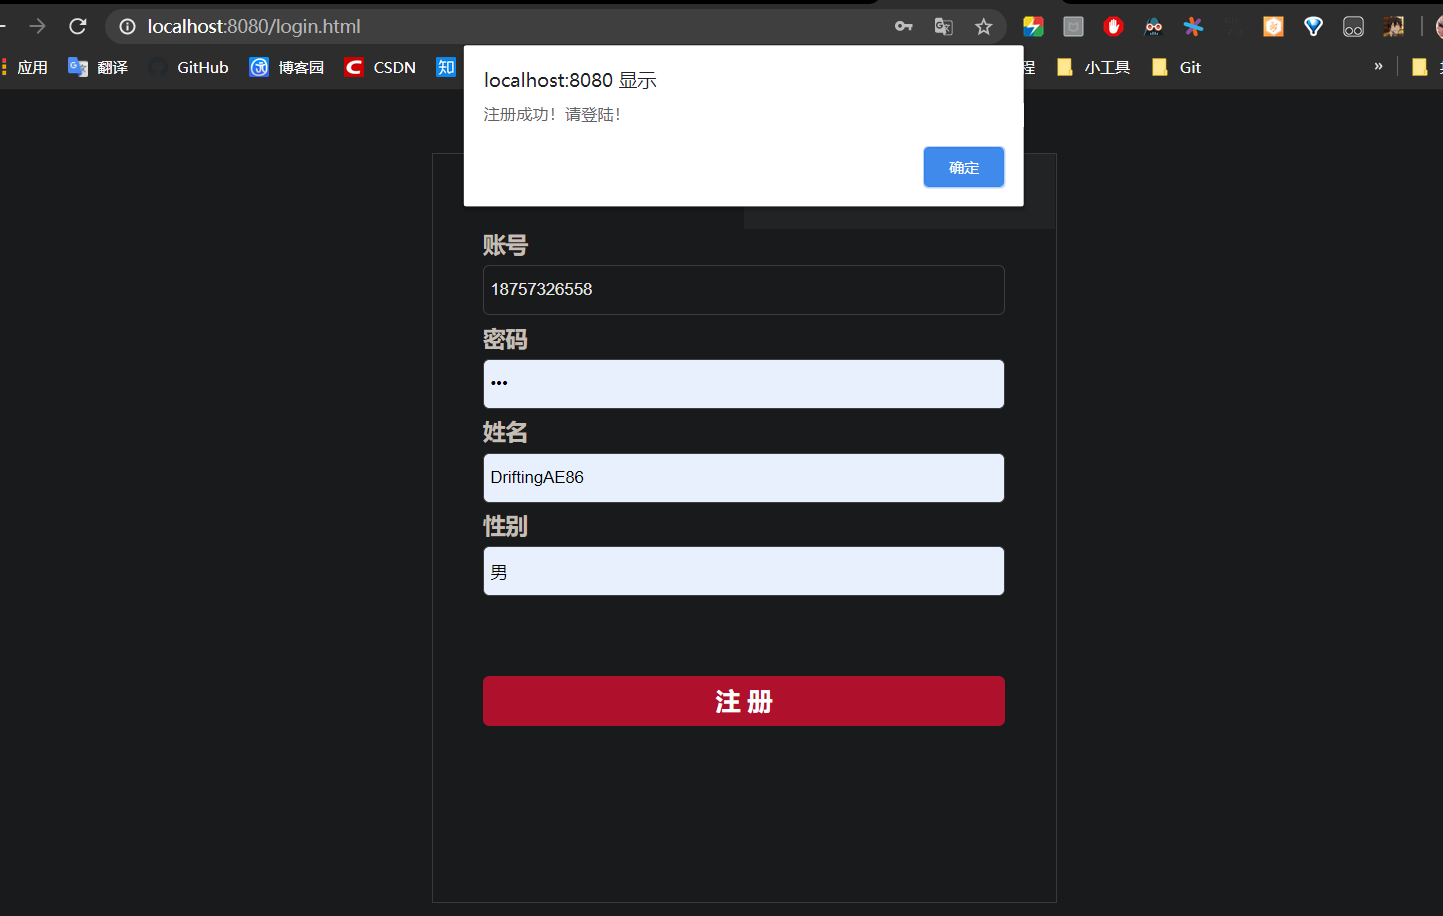 localhost:8080/login.html
应用 翻译 GitHub 博客园 CSDN 知 程 小工具 Git »
localhost:8080 显示
注册成功！请登陆！
确定
账号
18757326558
密码
•••
姓名
DriftingAE86
性别
男
注 册